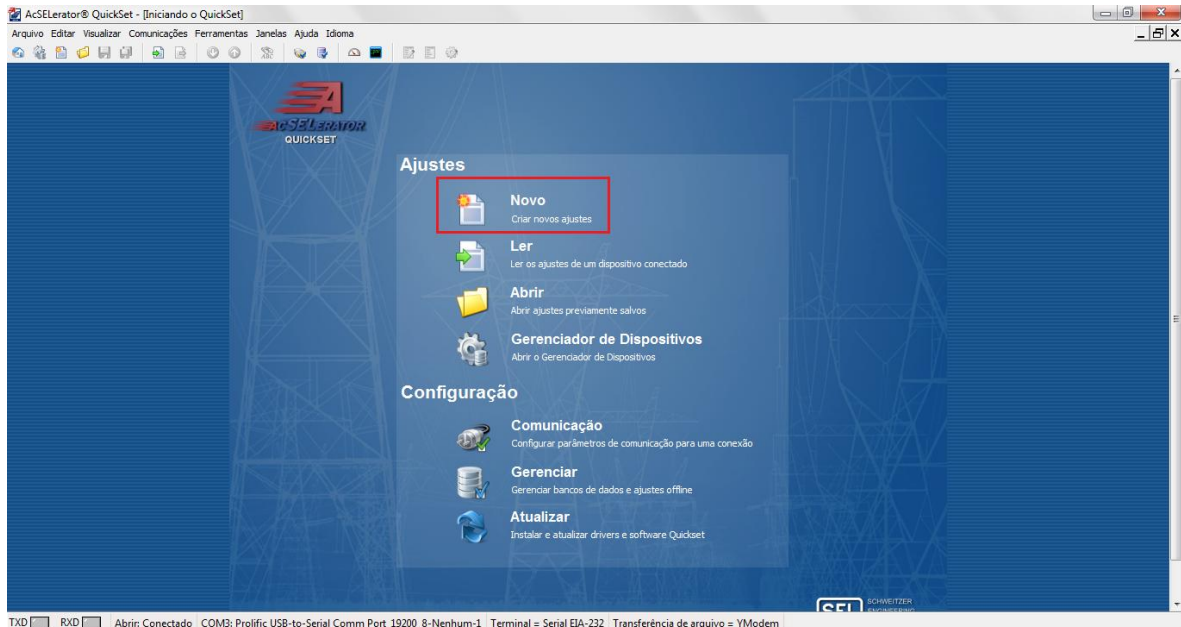 AcSELerator® QuickSet - [Iniciando o QuickSet]
Arquivo Editar Visualizar Comunicações Ferramentas Janelas Ajuda Idioma
ACSELERATOR
QUICKSET
Ajustes
Novo
Criar novos ajustes
Ler
Ler os ajustes de um dispositivo conectado
Abrir
Abrir ajustes previamente salvos
Gerenciador de Dispositivos
Abrir o Gerenciador de Dispositivos
Configuração
Comunicação
Configurar parâmetros de comunicação para uma conexão
Gerenciar
Gerenciar bancos de dados e ajustes offline
Atualizar
Instalar e atualizar drivers e software Quickset
SEL SCHWEITZER
ENGINEERING
TXD RXD Abrir: Conectado COM3: Prolific USB-to-Serial Comm Port 19200 8-Nenhum-1 Terminal = Serial EIA-232 Transferência de arquivo = YModem